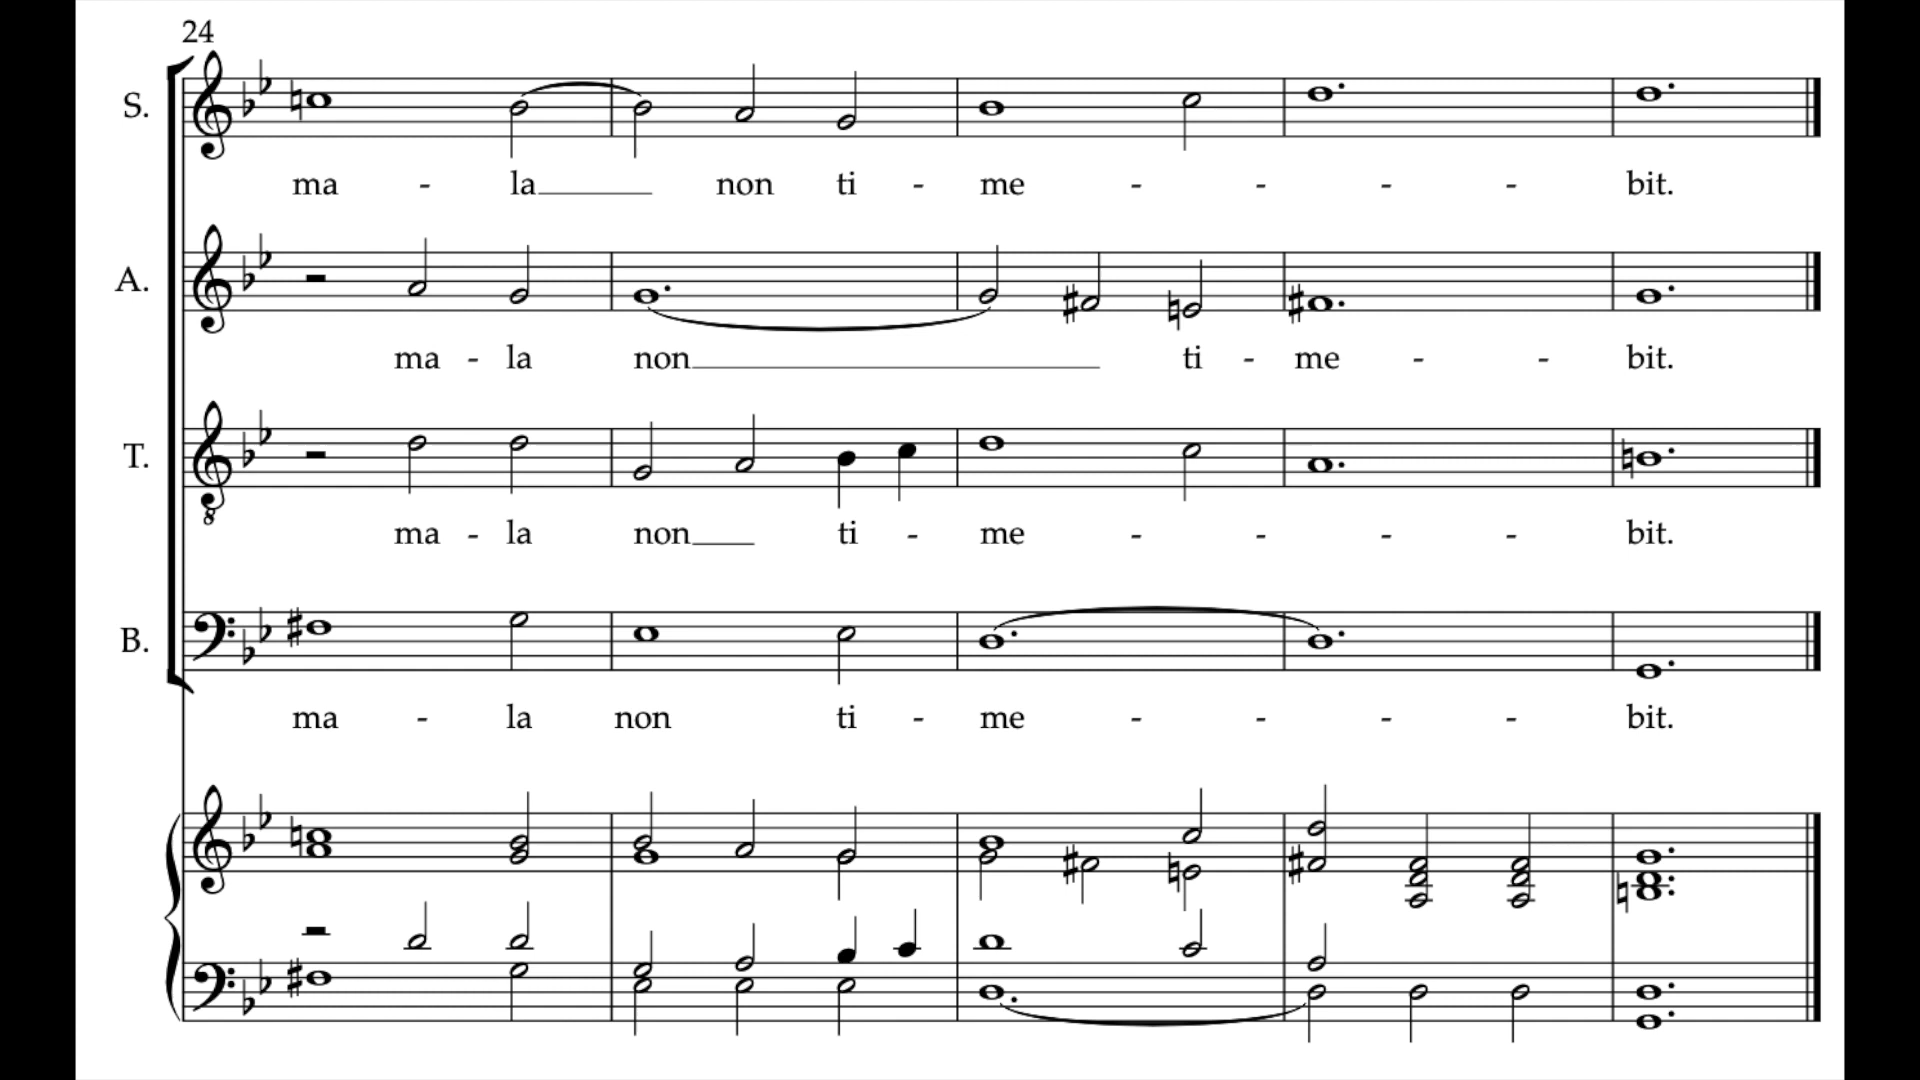 24
S.
ma - la non ti - me - - - - bit.
A.
ma - la non ti - me - - bit.
T.
8
ma - la non ti - me - - - - bit.
B.
ma - la non ti - me - - - - bit.